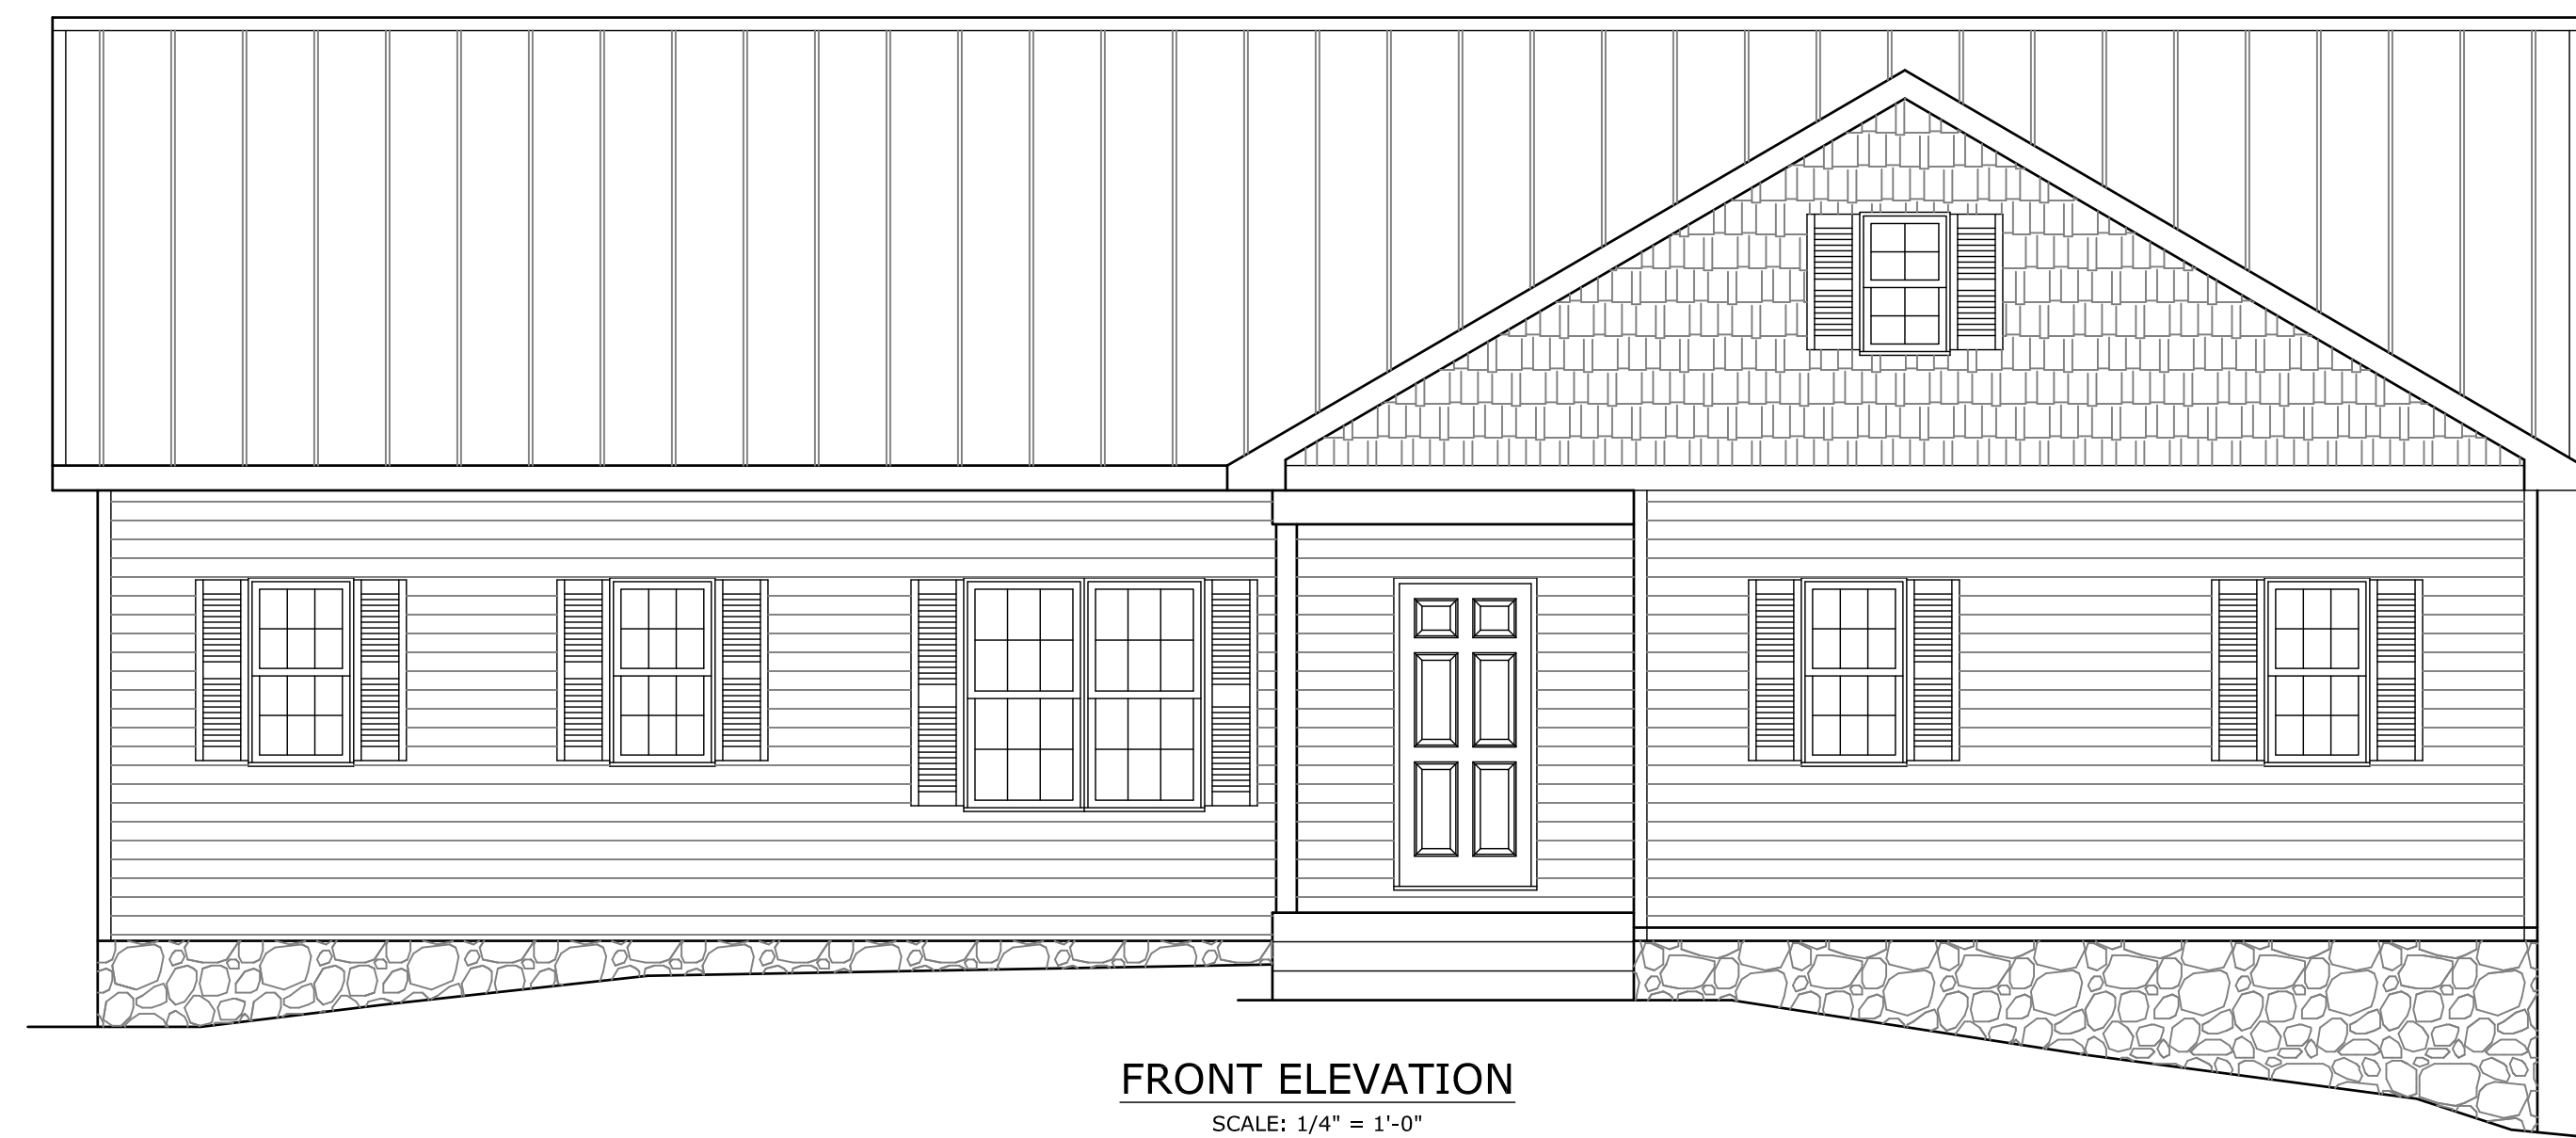 FRONT ELEVATION
SCALE: 1/4" = 1'-0"